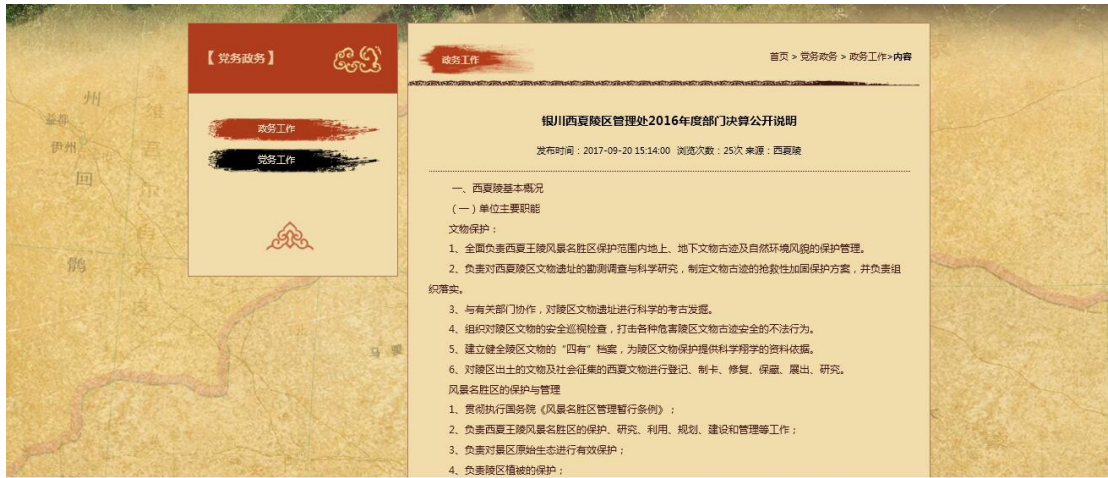 【 党务政务 】
政务工作
党务工作
政务工作
首页 > 党务政务 > 政务工作>内容
银川西夏陵区管理处2016年度部门决算公开说明
发布时间：2017-09-20 15:14:00 浏览次数：25次 来源：西夏陵
一、西夏陵基本概况
（一）单位主要职能
文物保护：
1、全面负责西夏王陵风景名胜区保护范围内地上、地下文物古迹及自然环境风貌的保护管理。
2、负责对西夏陵区文物遗址的勘测调查与科学研究，制定文物古迹的抢救性加固保护方案，并负责组
织落实。
3、与有关部门协作，对陵区文物遗址进行科学的考古发掘。
4、组织对陵区文物的安全巡视检查，打击各种危害陵区文物古迹安全的不法行为。
5、建立健全陵区文物的“四有”档案，为陵区文物保护提供科学翔学的资料依据。
6、对陵区出土的文物及社会征集的西夏文物进行登记、制卡、修复、保藏、展出、研究。
风景名胜区的保护与管理
1、贯彻执行国务院《风景名胜区管理暂行条例》；
2、负责西夏王陵风景名胜区的保护、研究、利用、规划、建设和管理等工作；
3、负责对景区原始生态进行有效保护；
4、负责陵区植被的保护；
州
益都
伊州
回
鹘
维
吾
尔